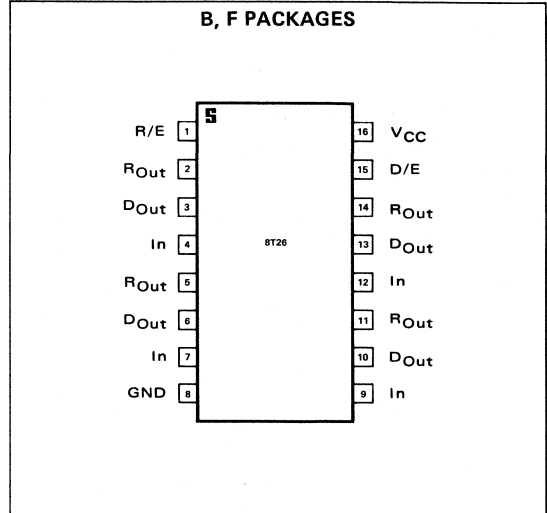 B, F PACKAGES
S
R/E 1 16 VCC
ROut 2 15 D/E
DOut 3 14 ROut
In 4 8T26 13 DOut
ROut 5 12 In
DOut 6 11 ROut
In 7 10 DOut
GND 8 9 In